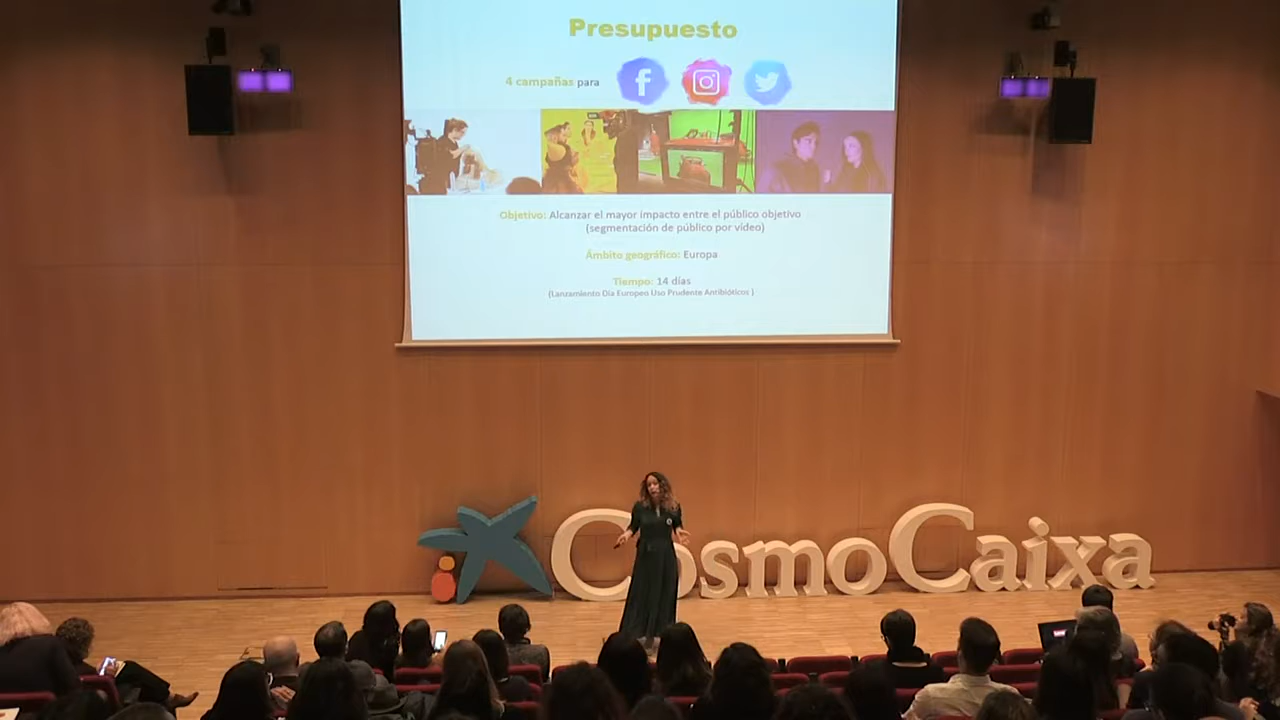 Presupuesto
4 campañas para
Objetivo: Alcanzar el mayor impacto entre el público objetivo
(segmentación de público por vídeo)
Ámbito geográfico: Europa
Tiempo: 14 días
(Lanzamiento Día Europeo Uso Prudente Antibióticos )
CosmoCaixa